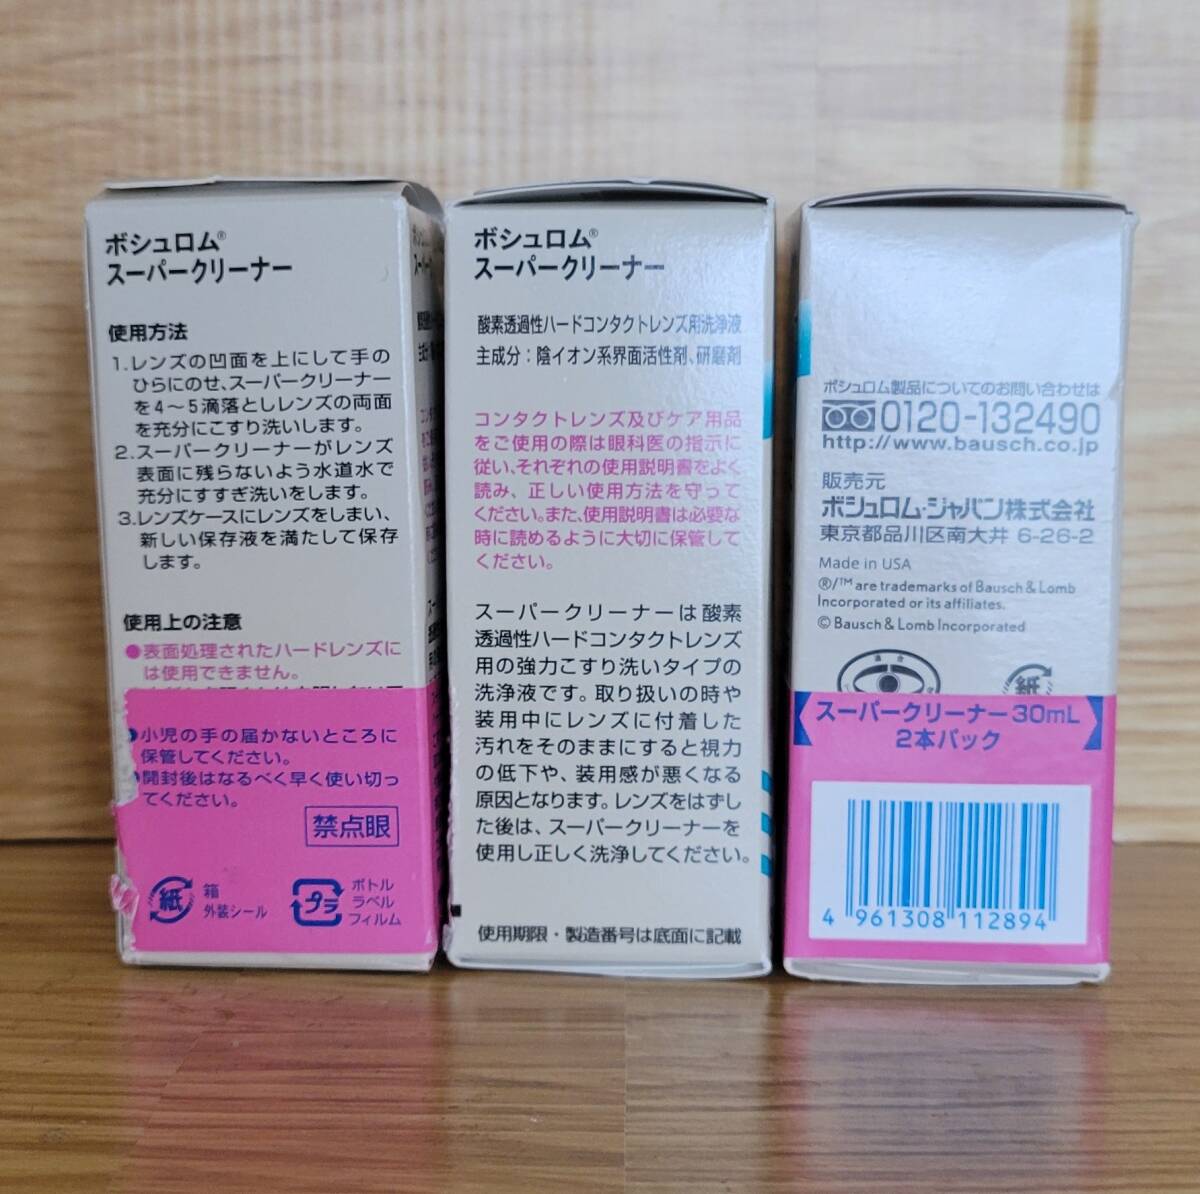 ボシュロム®
スーパークリーナー
使用方法
1.レンズの凹面を上にして手の
ひらにのせ、スーパークリーナー
を4〜5滴落としレンズの両面
を充分にこすり洗いします。
2.スーパークリーナーがレンズ
表面に残らないよう水道水で
充分にすすぎ洗いをします。
3.レンズケースにレンズをしまい、
新しい保存液を満たして保存
します。
使用上の注意
●表面処理されたハードレンズに
は使用できません。
●小児の手の届かないところに
保管してください。
●開封後はなるべく早く使い切っ
てください。
禁点眼
紙
箱
外装シール
プラ
ボトル
ラベル
フィルム
ボシュロム®
スーパークリーナー
酸素透過性ハードコンタクトレンズ用洗浄液
主成分：陰イオン系界面活性剤、研磨剤
コンタクトレンズ及びケア用品
をご使用の際は眼科医の指示に
従い、それぞれの使用説明書をよく
読み、正しい使用方法を守って
ください。また、使用説明書は必要な
時に読めるように大切に保管して
ください。
スーパークリーナーは酸素
透過性ハードコンタクトレンズ
用の強力こすり洗いタイプの
洗浄液です。取り扱いの時や
装用中にレンズに付着した
汚れをそのままにすると視力
の低下や、装用感が悪くなる
原因となります。レンズをはずし
た後は、スーパークリーナーを
使用し正しく洗浄してください。
使用期限・製造番号は底面に記載
ボシュロム製品についてのお問い合わせは
0120-132490
http://www.bausch.co.jp
販売元
ボシュロム・ジャパン株式会社
東京都品川区南大井 6-26-2
Made in USA
®/™ are trademarks of Bausch & Lomb
Incorporated or its affiliates.
© Bausch & Lomb Incorporated
適合
紙
スーパークリーナー 30mL
2本パック
4 961308 112894